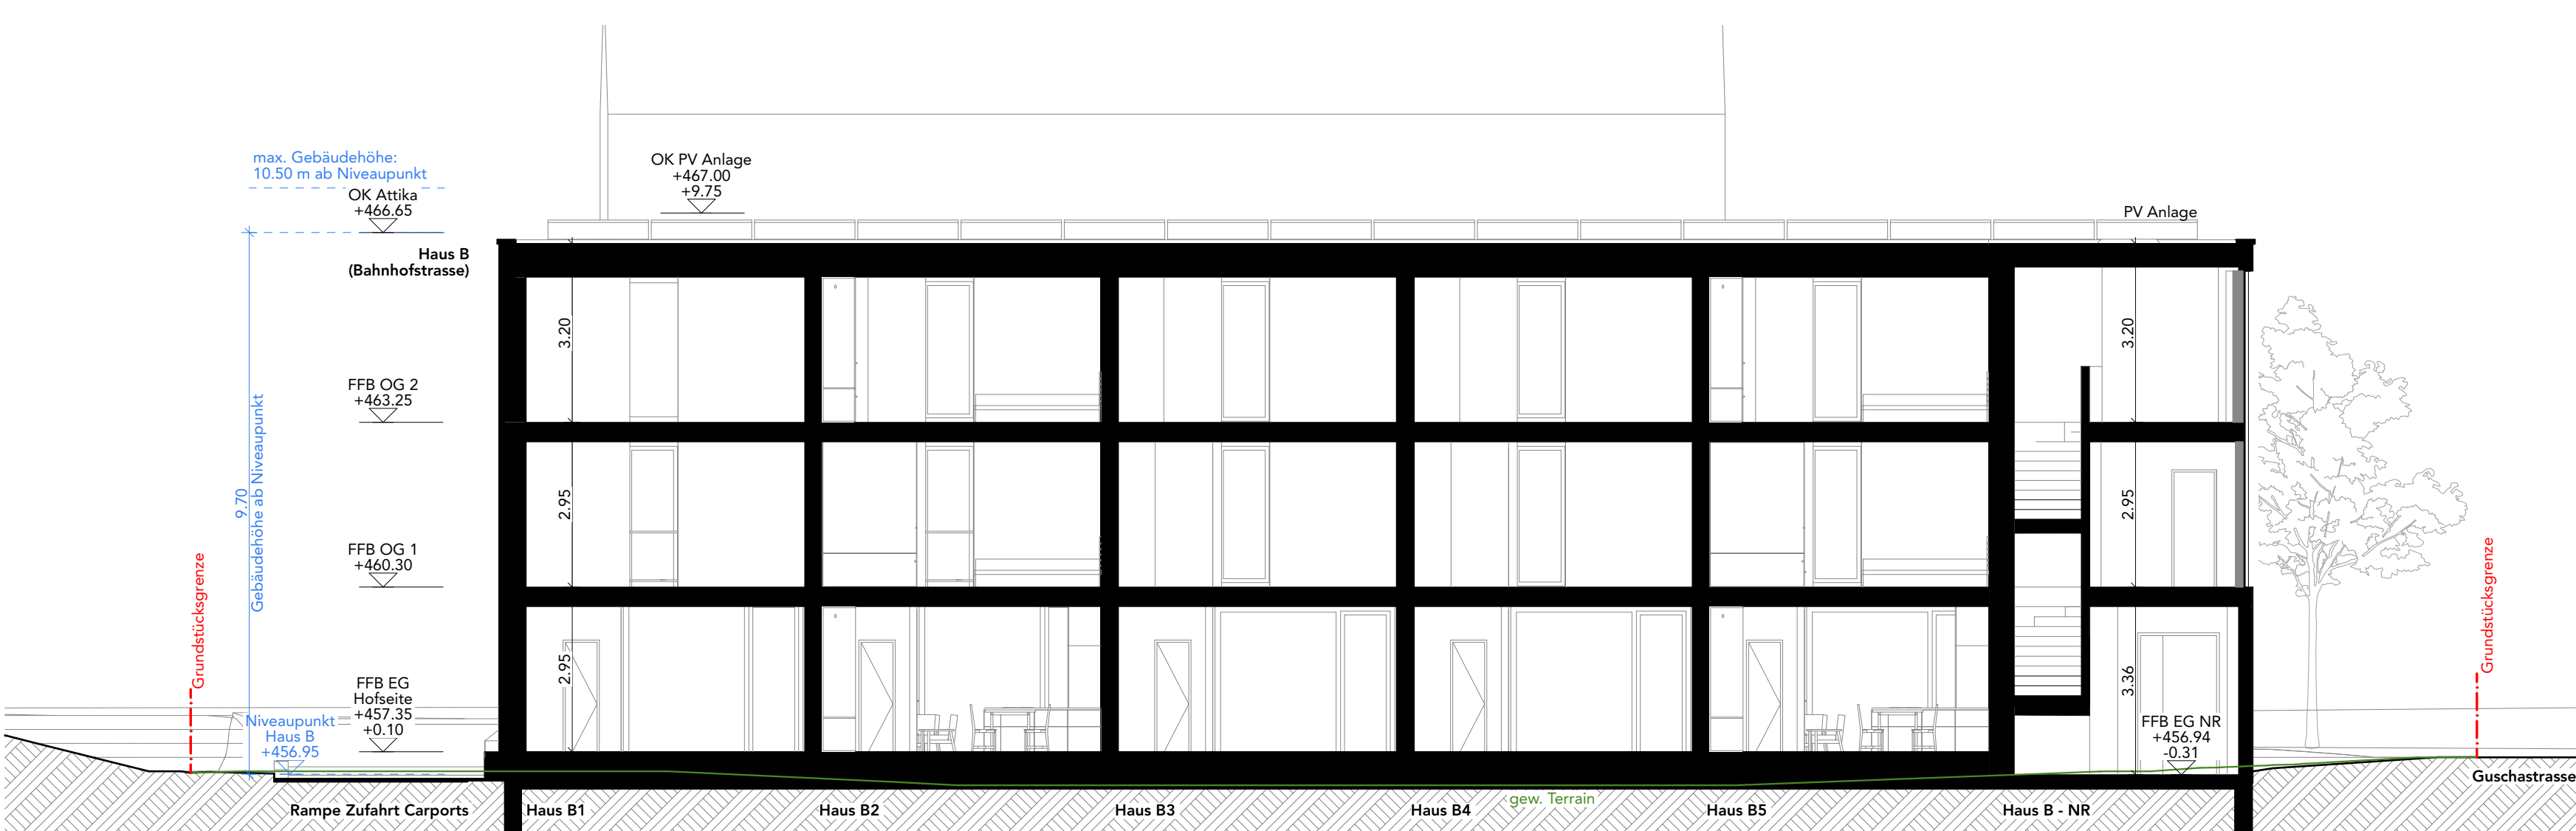 max. Gebäudehöhe:
10.50 m ab Niveaupunkt
OK Attika
+466.65
OK PV Anlage
+467.00
+9.75
PV Anlage
Haus B
(Bahnhofstrasse)
3.20
3.20
FFB OG 2
+463.25
9.70
Gebäudehöhe ab Niveaupunkt
2.95
2.95
FFB OG 1
+460.30
Grundstücksgrenze
Grundstücksgrenze
2.95
3.36
FFB EG
Hofseite
+457.35
+0.10
Niveaupunkt
Haus B
+456.95
FFB EG NR
+456.94
-0.31
Guschastrasse
gew. Terrain
Rampe Zufahrt Carports
Haus B1
Haus B2
Haus B3
Haus B4
Haus B5
Haus B - NR